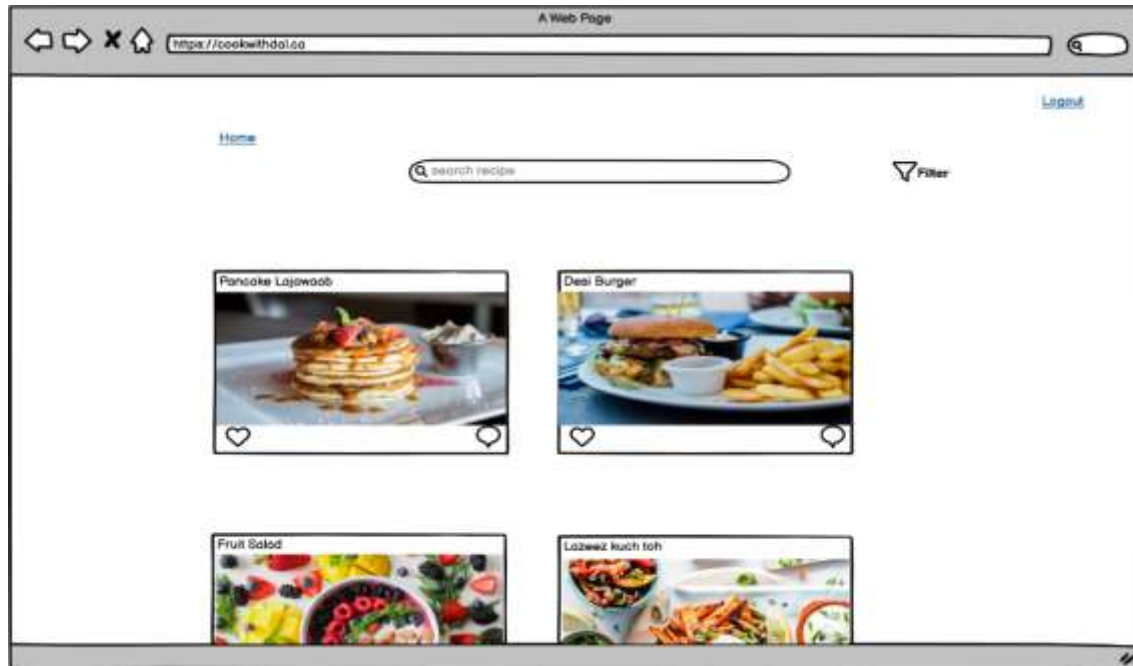 A Web Page
https://cookwithdal.ca
Logout
Home
search recipe
Filter
Pancake Lajawaab
Desi Burger
Fruit Salad
Lazeez kuch toh